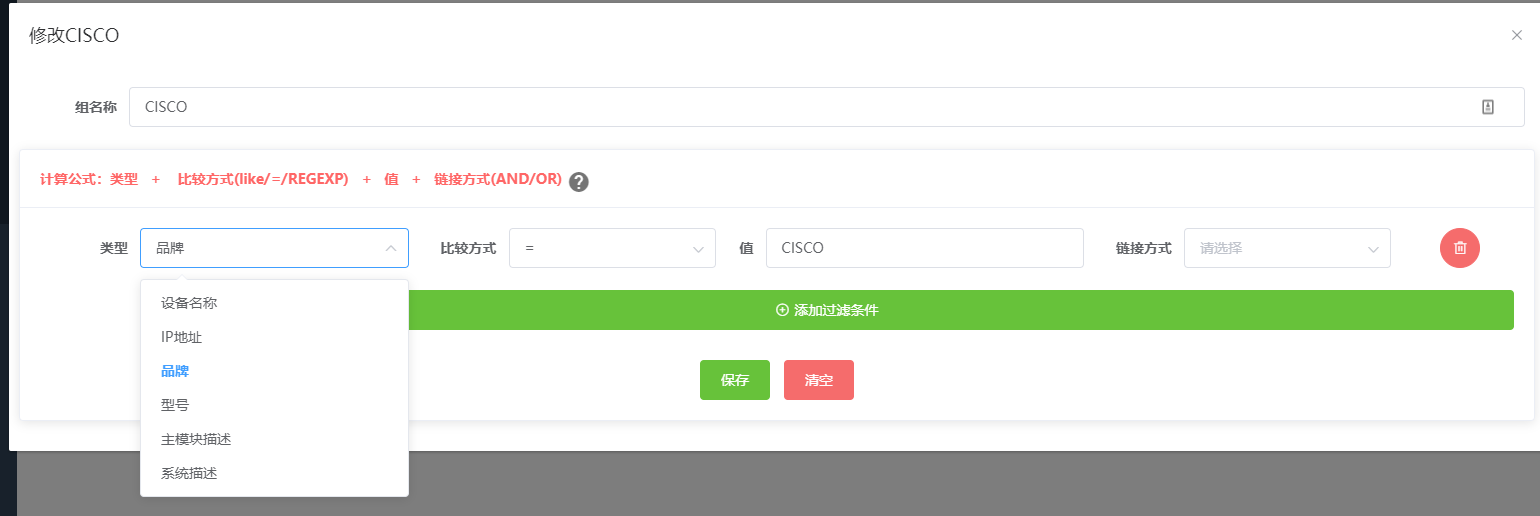 修改CISCO
组名称 CISCO
计算公式：类型 + 比较方式(like/=/REGEXP) + 值 + 链接方式(AND/OR) ?
类型 品牌 比较方式 = 值 CISCO 链接方式 请选择
设备名称
添加过滤条件
IP地址
品牌
保存 清空
型号
主模块描述
系统描述